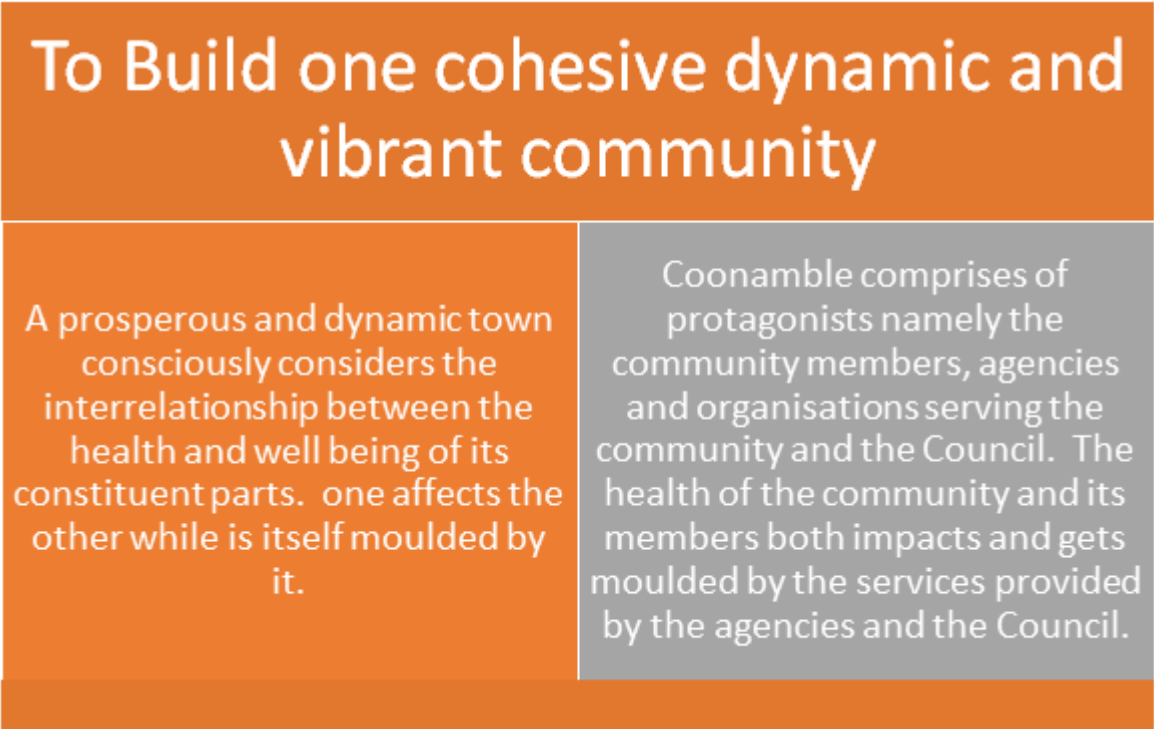 To Build one cohesive dynamic and
vibrant community
A prosperous and dynamic town
consciously considers the
interrelationship between the
health and well being of its
constituent parts.  one affects the
other while is itself moulded by
it.
Coonamble comprises of
protagonists namely the
community members, agencies
and organisations serving the
community and the Council.  The
health of the community and its
members both impacts and gets
moulded by the services provided
by the agencies and the Council.